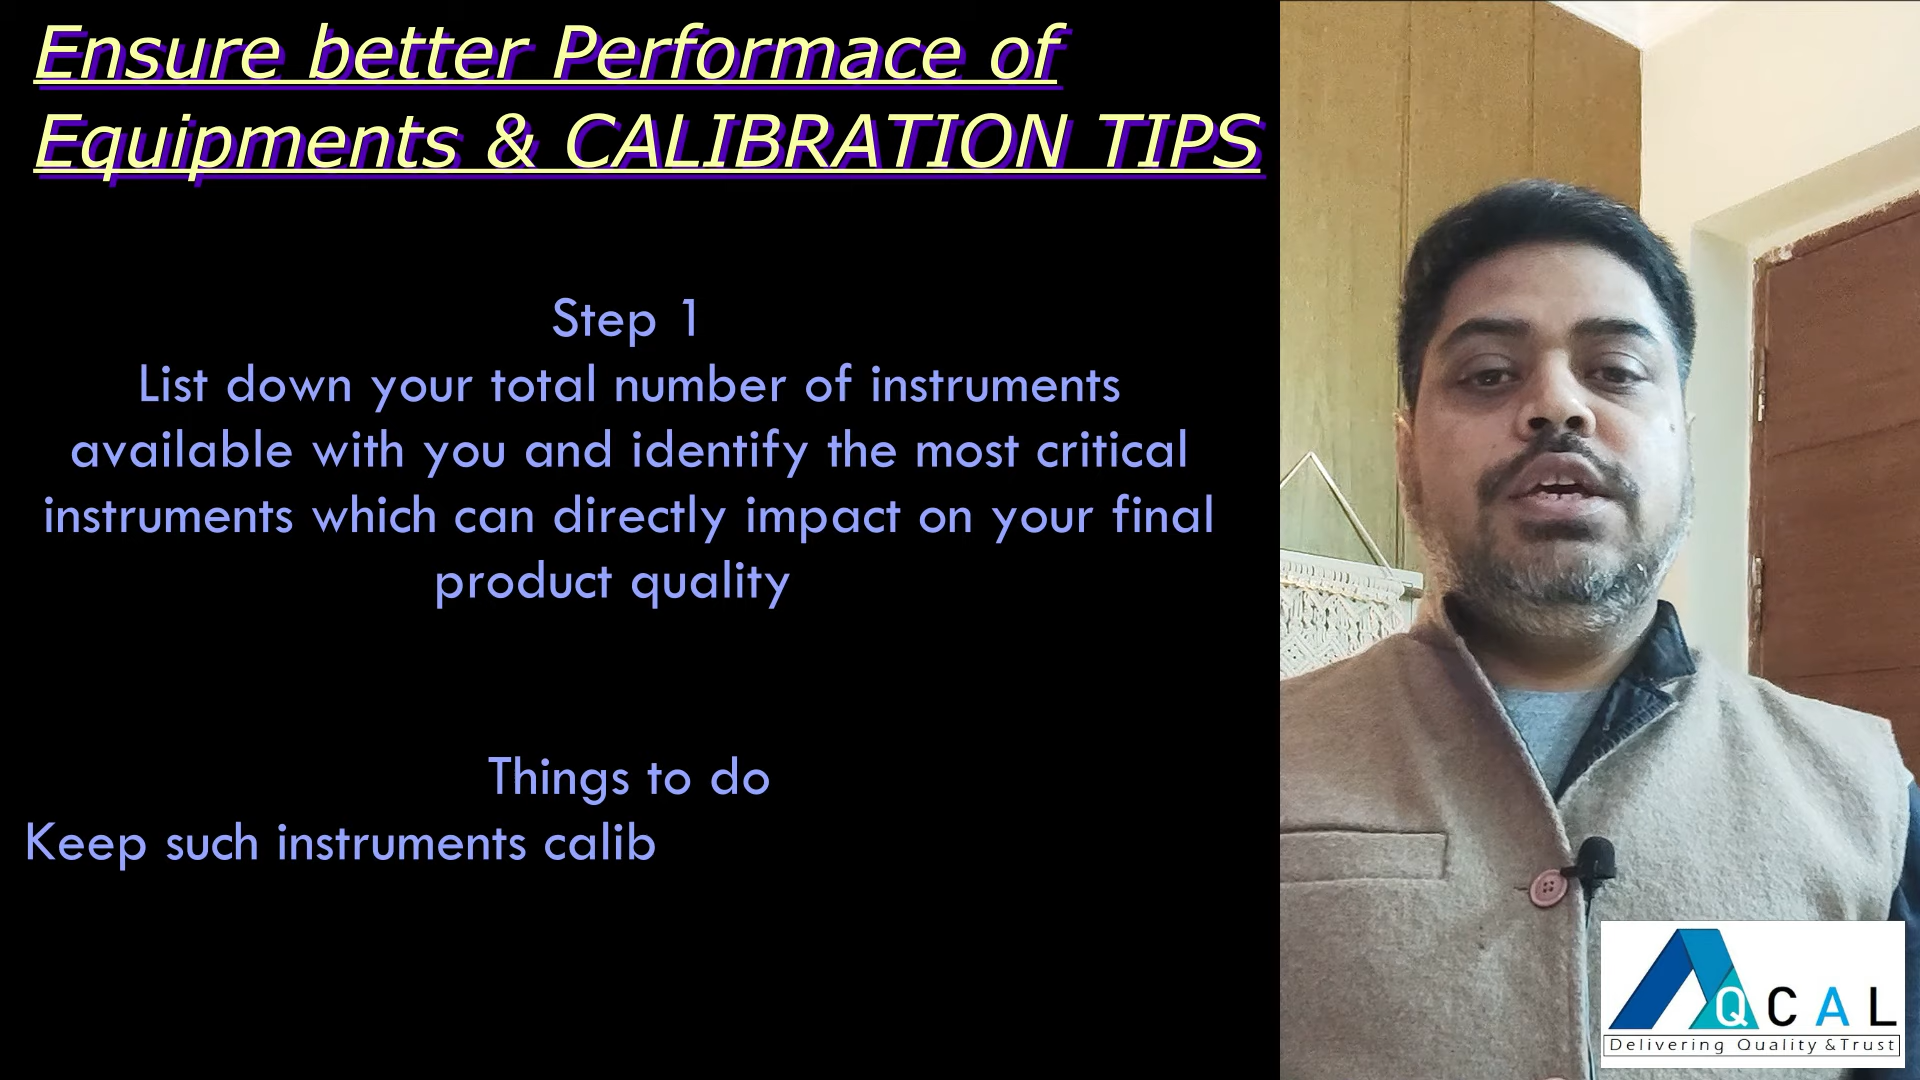 Ensure better Performace of
Equipments & CALIBRATION TIPS
Step 1
List down your total number of instruments
available with you and identify the most critical
instruments which can directly impact on your final
product quality
Things to do
Keep such instruments calib
AQCAL
Delivering Quality &Trust